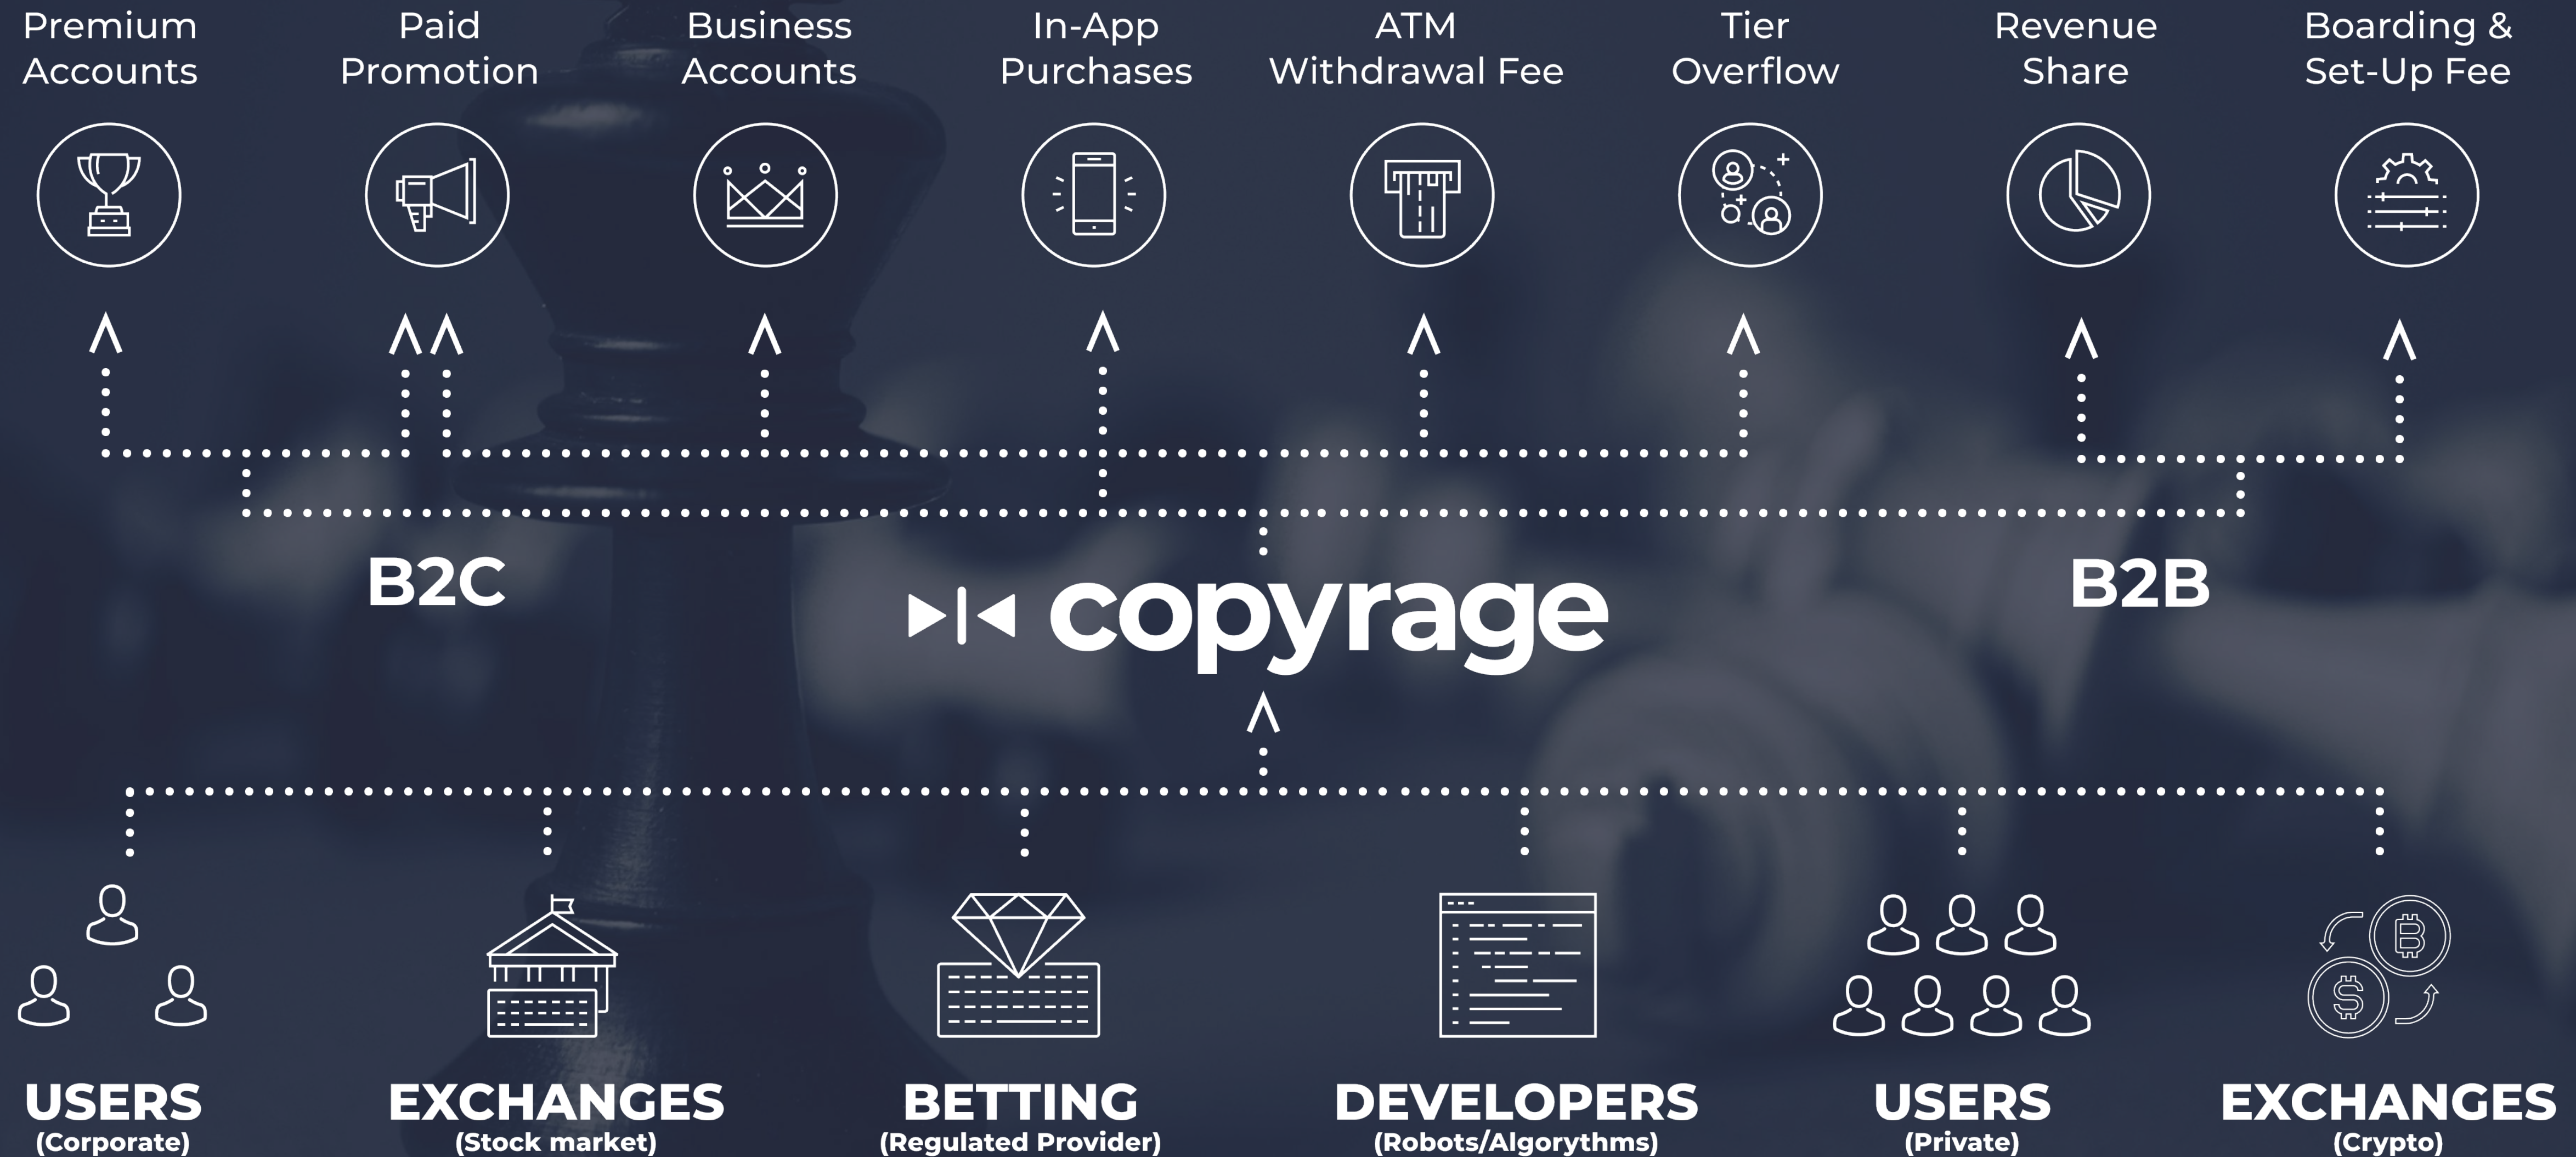 Premium
Accounts
Paid
Promotion
Business
Accounts
In-App
Purchases
ATM
Withdrawal Fee
Tier
Overflow
Revenue
Share
Boarding &
Set-Up Fee
B2C
copyrage
B2B
USERS
(Corporate)
EXCHANGES
(Stock market)
BETTING
(Regulated Provider)
DEVELOPERS
(Robots/Algorythms)
USERS
(Private)
EXCHANGES
(Crypto)